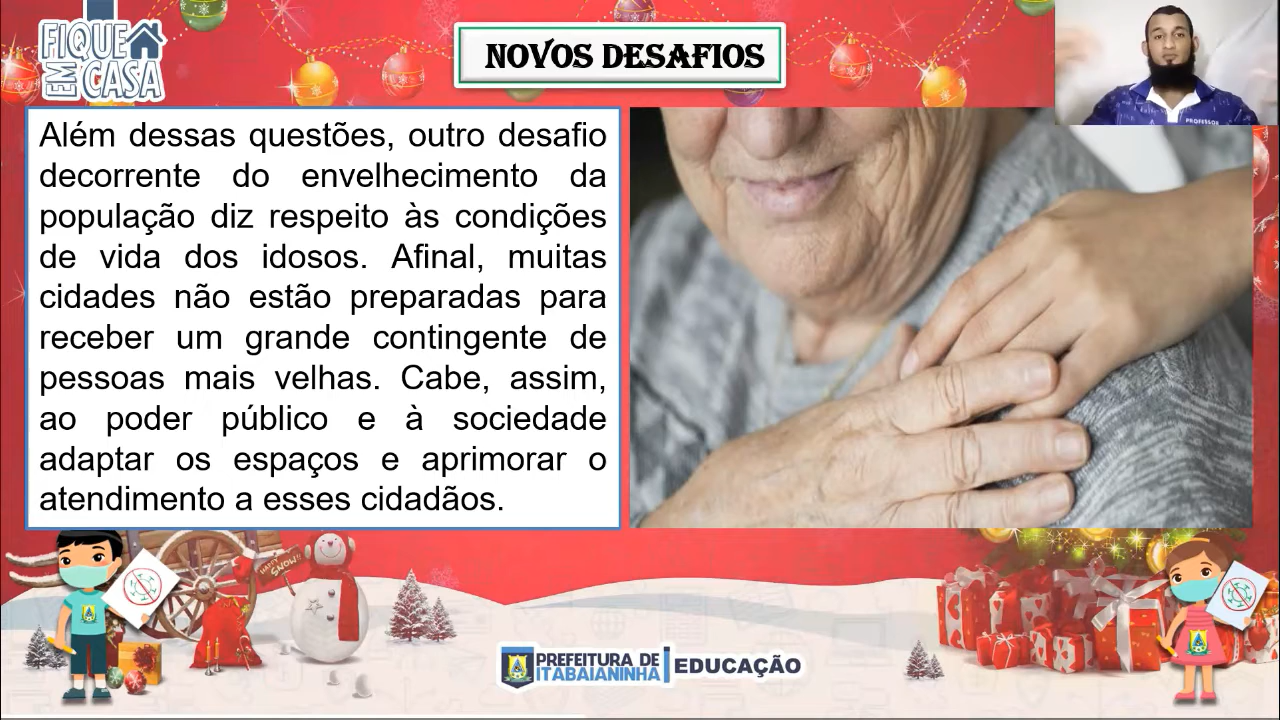 FIQUE
EM CASA
NOVOS DESAFIOS
PROFESSOR
Além dessas questões, outro desafio
decorrente do envelhecimento da
população diz respeito às condições
de vida dos idosos. Afinal, muitas
cidades não estão preparadas para
receber um grande contingente de
pessoas mais velhas. Cabe, assim,
ao poder público e à sociedade
adaptar os espaços e aprimorar o
atendimento a esses cidadãos.
HAPPY
SNOW!!
PREFEITURA DE
ITABAIANINHA
EDUCAÇÃO